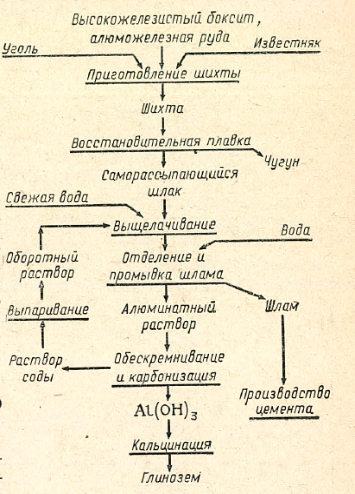 Высокожелезистый боксит,
алюможелезная руда
Уголь
Известняк
Приготовление шихты
Шихта
Восстановительная плавка
Чугун
Саморассыпающийся
шлак
Свежая вода
Выщелачивание
Вода
Оборотный
раствор
Отделение и
промывка шлама
Выпаривание
Алюминатный
раствор
Шлам
Раствор
соды
Обескремнивание
и карбонизация
Производство
цемента
Al(OH)3
Кальцинация
Глинозем